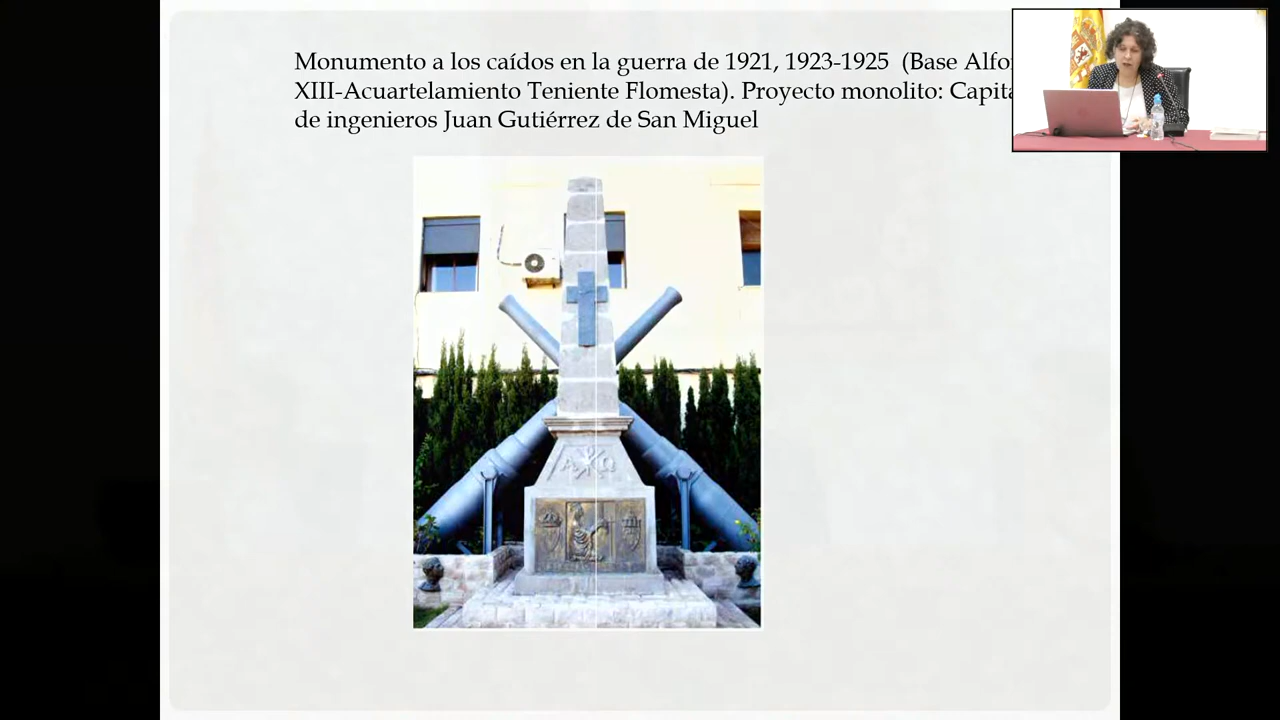 Monumento a los caídos en la guerra de 1921, 1923-1925 (Base
XIII-Acuartelamiento Teniente Flomesta). Proyecto monolito:
de ingenieros Juan Gutiérrez de San Miguel
Α Ω